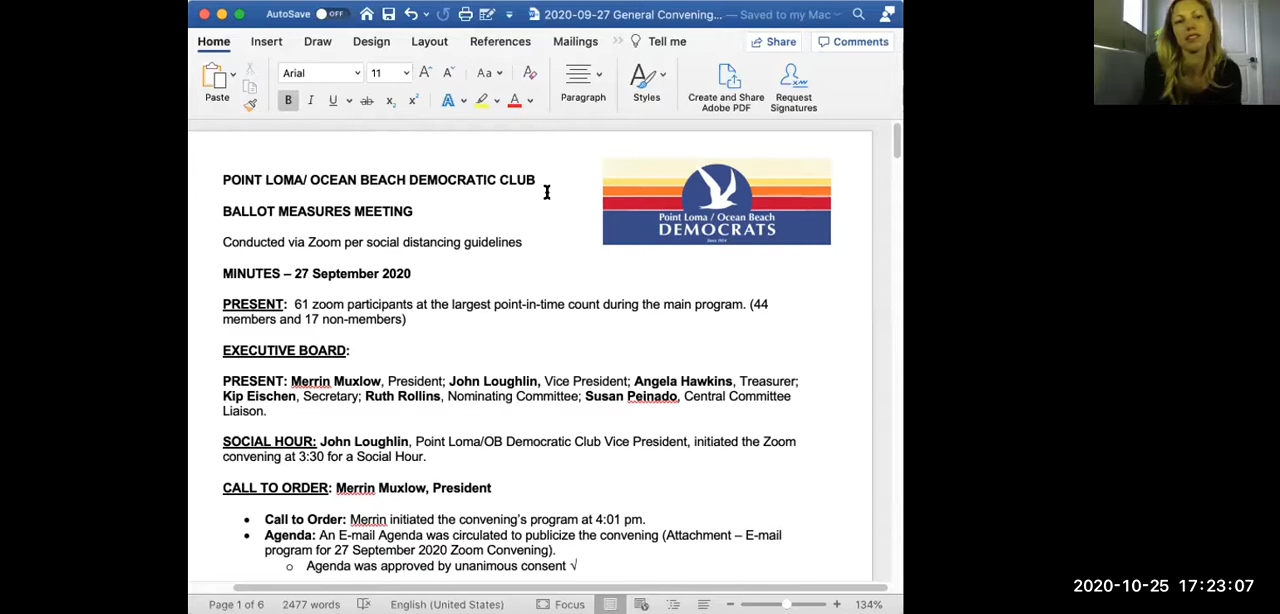 AutoSave OFF 2020-09-27 General Convening... — Saved to my Mac
Home Insert Draw Design Layout References Mailings >> Tell me Share Comments
Paste Arial 11 A A Aa A Paragraph Styles Create and Share Adobe PDF Request Signatures
B I U ab x₂ x² A A
POINT LOMA/ OCEAN BEACH DEMOCRATIC CLUB
BALLOT MEASURES MEETING
Conducted via Zoom per social distancing guidelines
MINUTES – 27 September 2020
PRESENT: 61 zoom participants at the largest point-in-time count during the main program. (44
members and 17 non-members)
EXECUTIVE BOARD:
PRESENT: Merrin Muxlow, President; John Loughlin, Vice President; Angela Hawkins, Treasurer;
Kip Eischen, Secretary; Ruth Rollins, Nominating Committee; Susan Peinado, Central Committee
Liaison.
SOCIAL HOUR: John Loughlin, Point Loma/OB Democratic Club Vice President, initiated the Zoom
convening at 3:30 for a Social Hour.
CALL TO ORDER: Merrin Muxlow, President
• Call to Order: Merrin initiated the convening's program at 4:01 pm.
• Agenda: An E-mail Agenda was circulated to publicize the convening (Attachment – E-mail
program for 27 September 2020 Zoom Convening).
o Agenda was approved by unanimous consent √
Point Loma / Ocean Beach
DEMOCRATS
Since 1954
Page 1 of 6 2477 words English (United States) Focus 134%
2020-10-25 17:23:07